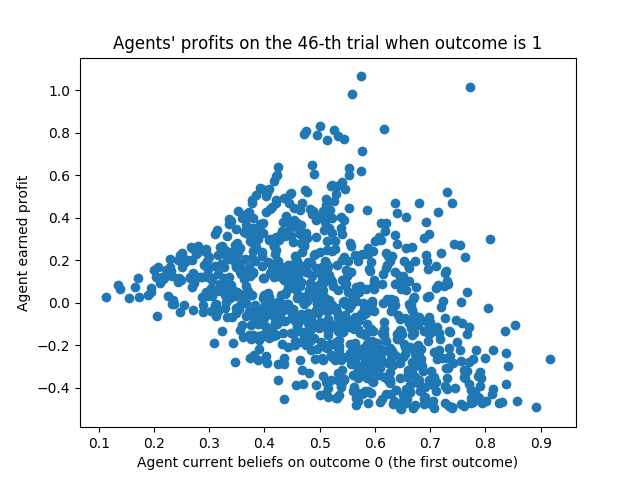 Agents' profits on the 46-th trial when outcome is 1
1.0
0.8
0.6
0.4
0.2
0.0
−0.2
−0.4
Agent earned profit
0.1 0.2 0.3 0.4 0.5 0.6 0.7 0.8 0.9
Agent current beliefs on outcome 0 (the first outcome)